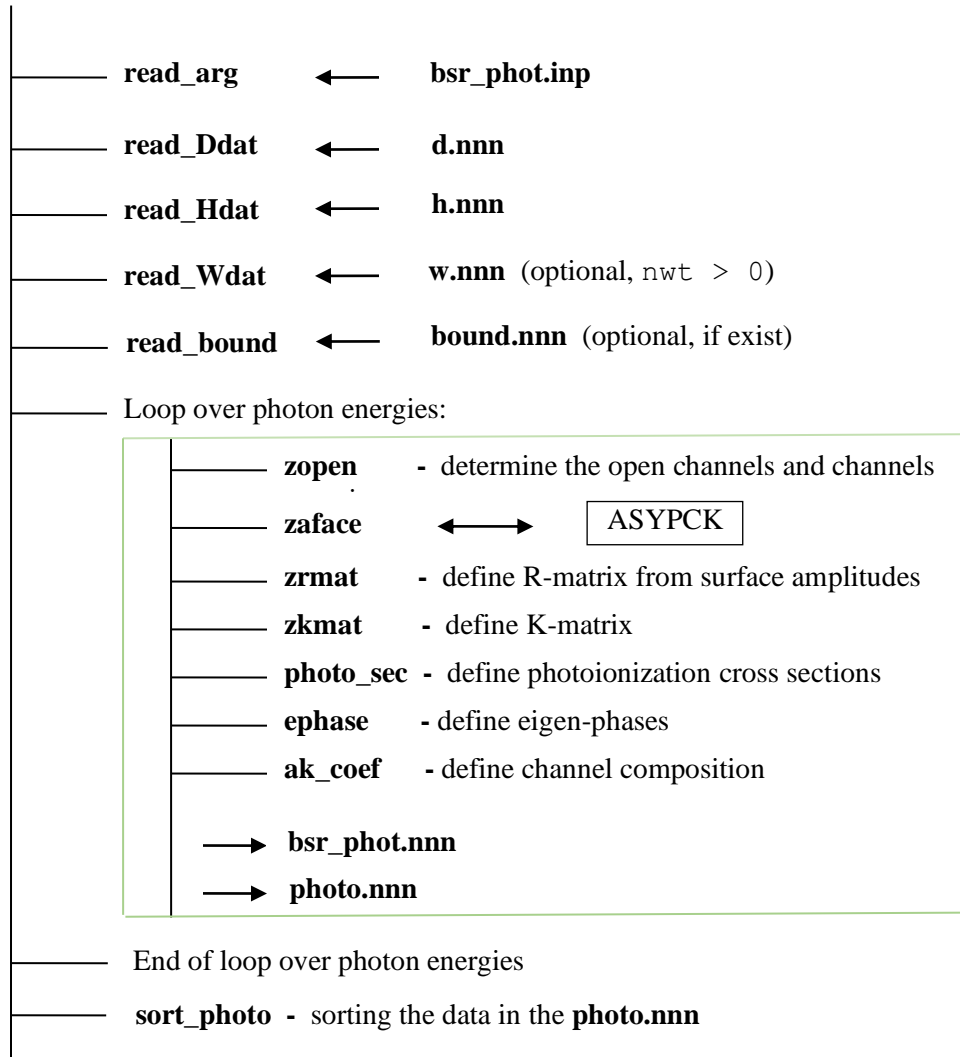 read_arg bsr_phot.inp
read_Ddat d.nnn
read_Hdat h.nnn
read_Wdat w.nnn (optional, nwt > 0)
read_bound bound.nnn (optional, if exist)
Loop over photon energies:
zopen - determine the open channels and channels
.
zaface ASYPCK
zrmat - define R-matrix from surface amplitudes
zkmat - define K-matrix
photo_sec - define photoionization cross sections
ephase - define eigen-phases
ak_coef - define channel composition
bsr_phot.nnn
photo.nnn
End of loop over photon energies
sort_photo - sorting the data in the photo.nnn